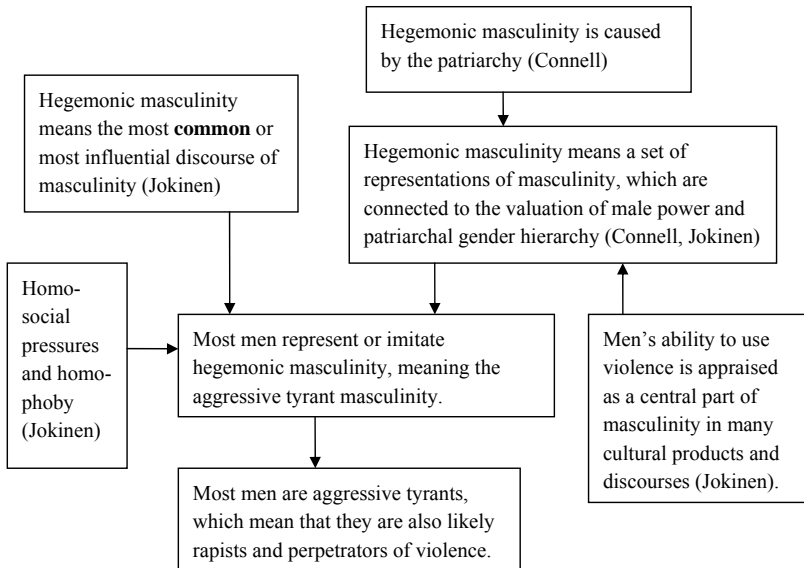 Hegemonic masculinity is caused
by the patriarchy (Connell)
Hegemonic masculinity
means the most common or
most influential discourse of
masculinity (Jokinen)
Hegemonic masculinity means a set of
representations of masculinity, which are
connected to the valuation of male power and
patriarchal gender hierarchy (Connell, Jokinen)
Homo-
social
pressures
and homo-
phoby
(Jokinen)
Most men represent or imitate
hegemonic masculinity, meaning the
aggressive tyrant masculinity.
Men’s ability to use
violence is appraised
as a central part of
masculinity in many
cultural products and
discourses (Jokinen).
Most men are aggressive tyrants,
which mean that they are also likely
rapists and perpetrators of violence.